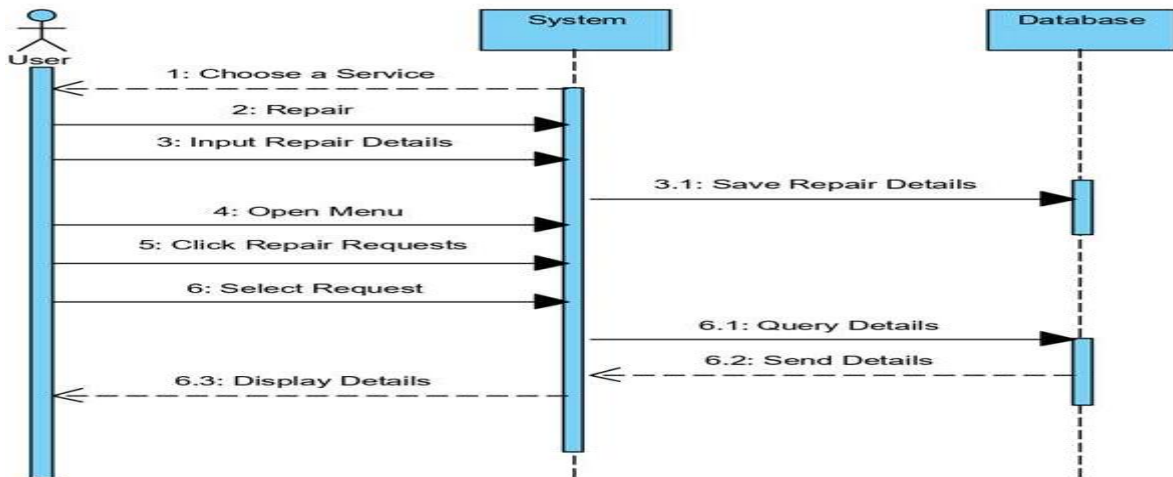 System
Database
User
1: Choose a Service
2: Repair
3: Input Repair Details
3.1: Save Repair Details
4: Open Menu
5: Click Repair Requests
6: Select Request
6.1: Query Details
6.2: Send Details
6.3: Display Details